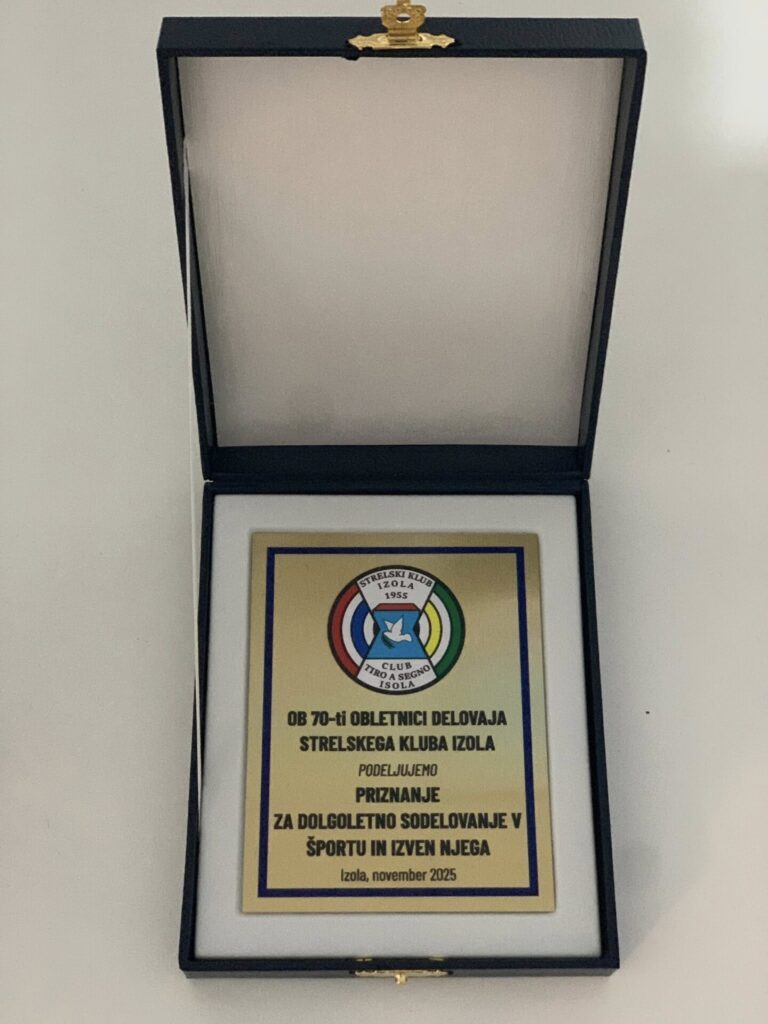 STRELSKI KLUB
IZOLA
1955
CLUB
TIRO A SEGNO
ISOLA
OB 70-ti OBLETNICI DELOVAJA
STRELSKEGA KLUBA IZOLA
PODELJUJEMO
PRIZNANJE
ZA DOLGOLETNO SODELOVANJE V
ŠPORTU IN IZVEN NJEGA
Izola, november 2025